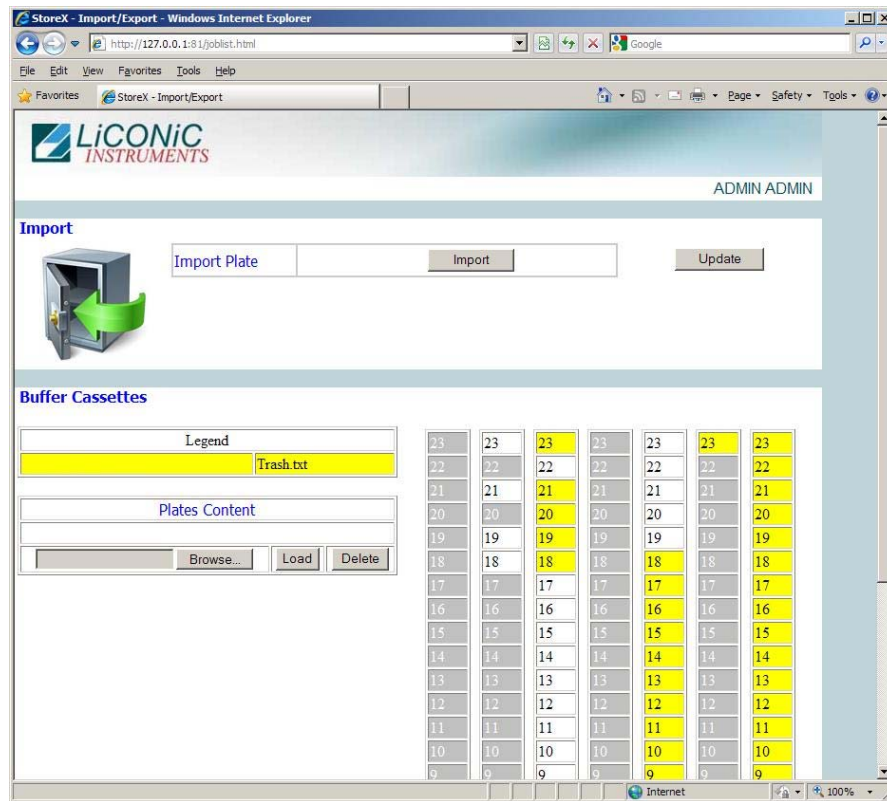 StoreX - Import/Export - Windows Internet Explorer
http://127.0.0.1:81/joblist.html
Google
File Edit View Favorites Tools Help
Favorites StoreX - Import/Export Page Safety Tools
LiCONiC
INSTRUMENTS
ADMIN ADMIN
Import
Import Plate Import Update
Buffer Cassettes
Legend
Trash.txt
Plates Content
Browse... Load Delete
23 23 23 23 23 23 23
22 22 22 22 22 22 22
21 21 21 21 21 21 21
20 20 20 20 20 20 20
19 19 19 19 19 19 19
18 18 18 18 18 18 18
17 17 17 17 17 17 17
16 16 16 16 16 16 16
15 15 15 15 15 15 15
14 14 14 14 14 14 14
13 13 13 13 13 13 13
12 12 12 12 12 12 12
11 11 11 11 11 11 11
10 10 10 10 10 10 10
9 9 9 9 9 9 9
Internet 100%